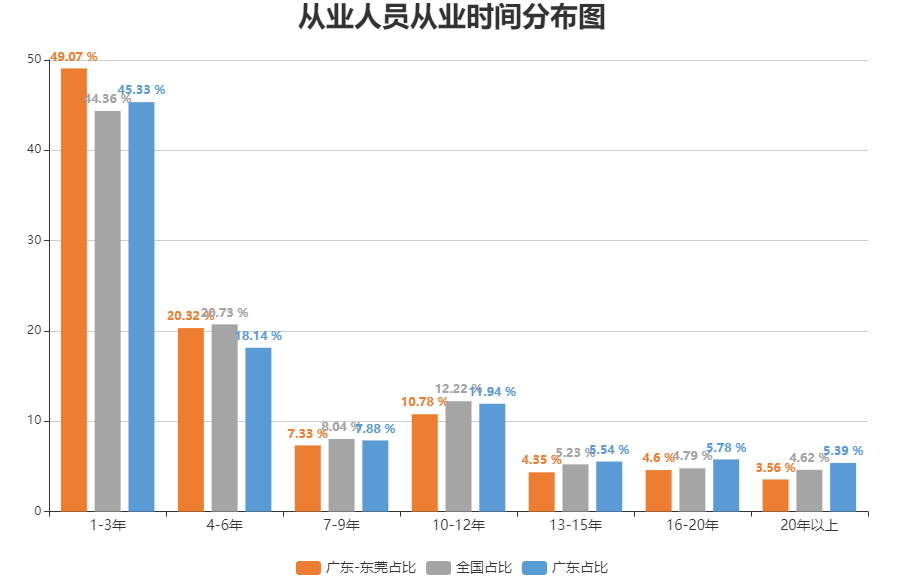 从业人员从业时间分布图
50
49.07 %
44.36 %
45.33 %
40
30
20
20.32 %
20.73 %
18.14 %
10
7.33 %
8.04 %
7.88 %
10.78 %
12.22 %
11.94 %
4.35 %
5.23 %
5.54 %
4.6 %
4.79 %
5.78 %
3.56 %
4.62 %
5.39 %
0
1-3年
4-6年
7-9年
10-12年
13-15年
16-20年
20年以上
广东-东莞占比
全国占比
广东占比